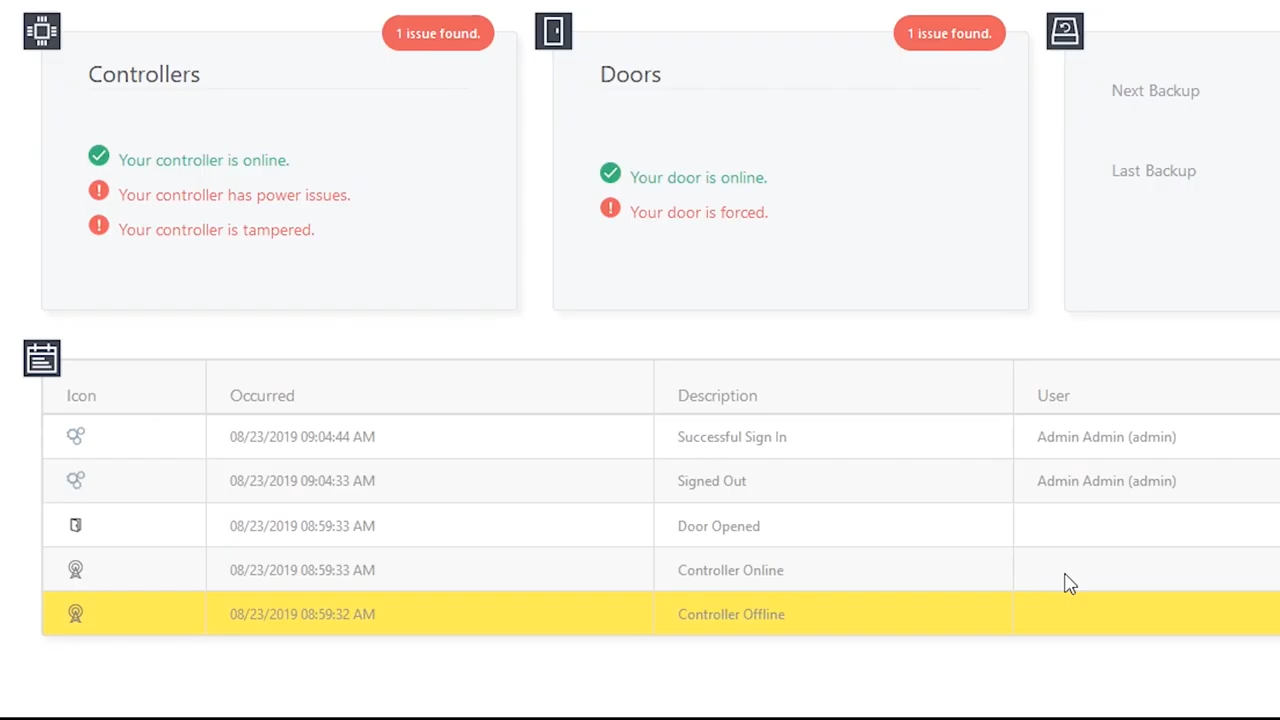 1 issue found.
1 issue found.
Controllers
Doors
Next Backup
Your controller is online.
Your door is online.
Last Backup
Your controller has power issues.
Your door is forced.
Your controller is tampered.
Icon Occurred Description User
08/23/2019 09:04:44 AM Successful Sign In Admin Admin (admin)
08/23/2019 09:04:33 AM Signed Out Admin Admin (admin)
08/23/2019 08:59:33 AM Door Opened
08/23/2019 08:59:33 AM Controller Online
08/23/2019 08:59:32 AM Controller Offline